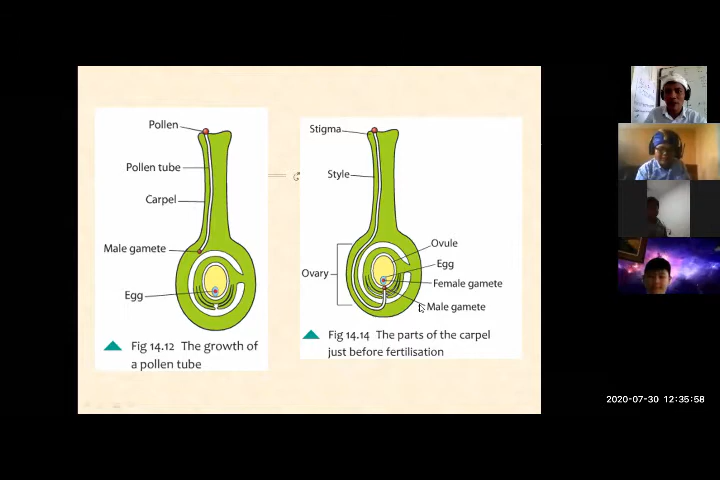 Pollen
Pollen tube
Carpel
Male gamete
Egg
Fig 14.12 The growth of
a pollen tube
Stigma
Style
Ovary
Ovule
Egg
Female gamete
Male gamete
Fig 14.14 The parts of the carpel
just before fertilisation
2020-07-30 12:35:58